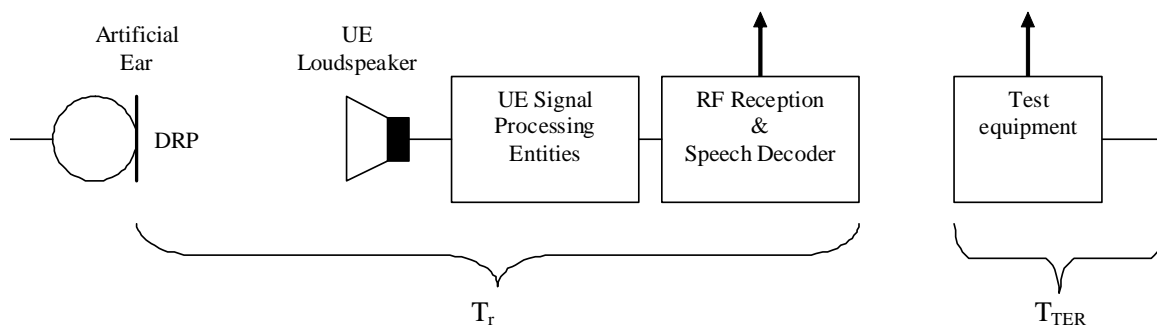 Artificial
Ear
UE
Loudspeaker
DRP
UE Signal
Processing
Entities
RF Reception
&
Speech Decoder
Test
equipment
Tr
TTER